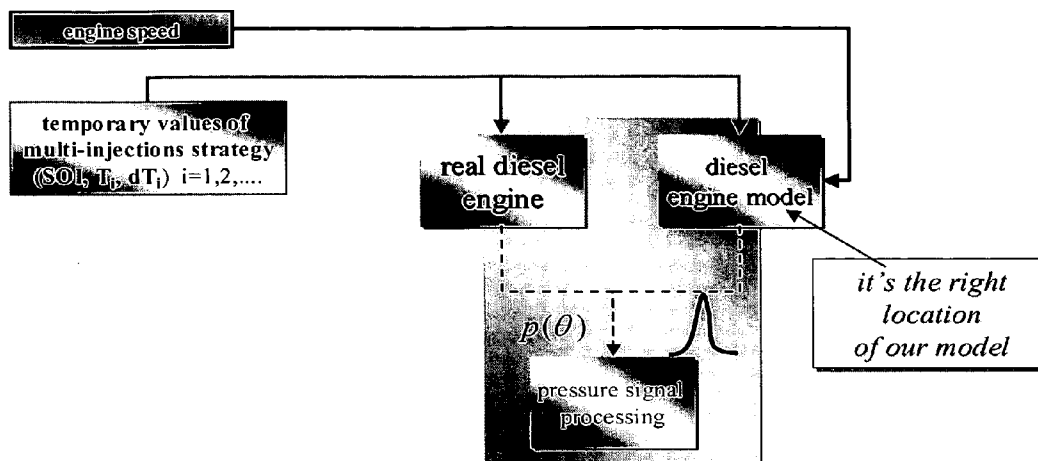 engine speed
temporary values of
multi-injections strategy
(SOI, Tᵢ, dTᵢ) i=1,2,....
real diesel
engine
diesel
engine model
it's the right
location
of our model
p(θ)
pressure signal
processing